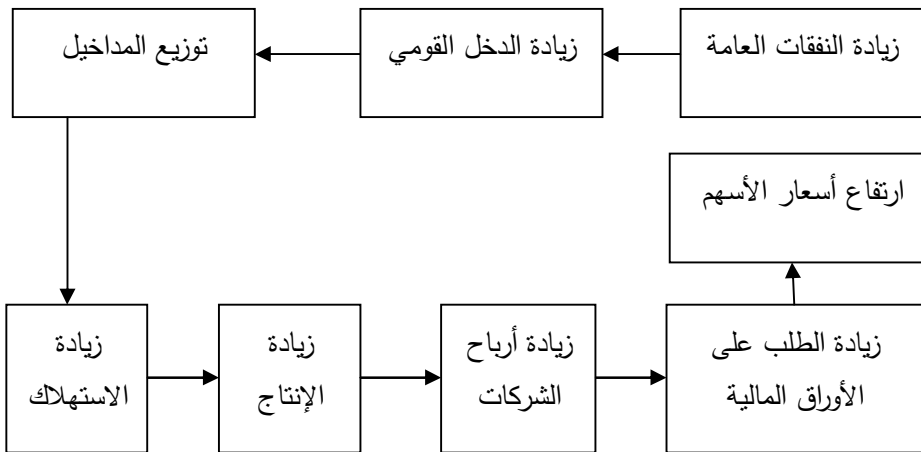 زيادة النفقات العامة
زيادة الدخل القومي
توزيع المداخيل
ارتفاع أسعار الأسهم
زيادة
الاستهلاك
زيادة
الإنتاج
زيادة أرباح
الشركات
زيادة الطلب على
الأوراق المالية